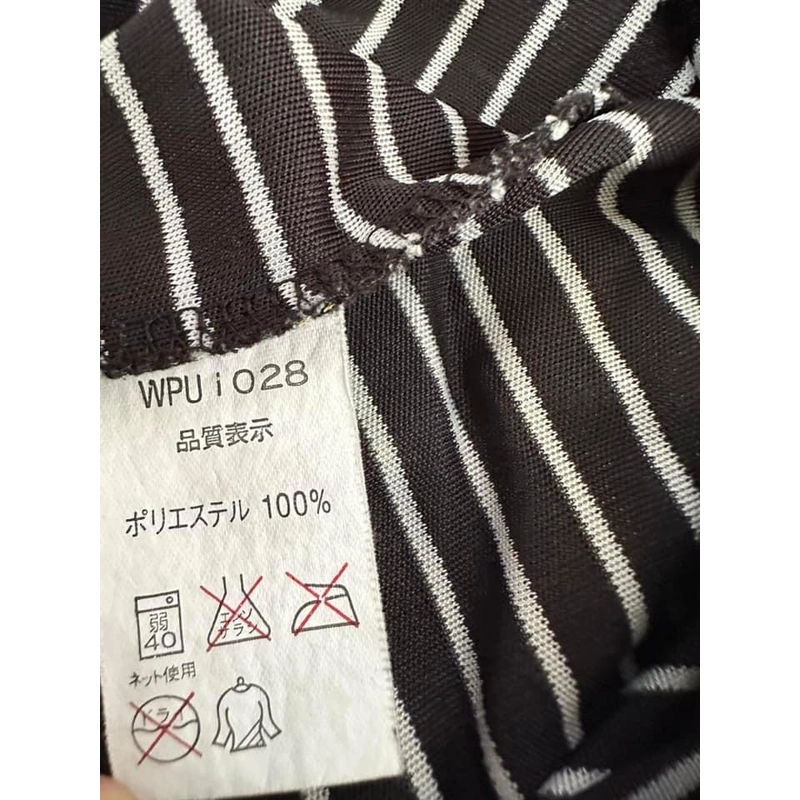 WPU i 028
品質表示
ポリエステル 100%
弱
40
エンソ
サラシ
ネット使用
ドライ